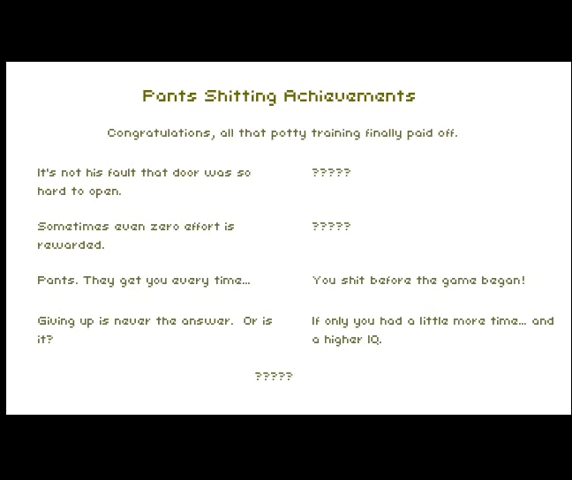 Pants Shitting Achievements
Congratulations, all that potty training finally paid off.
It's not his fault that door was so
hard to open.
?????
Sometimes even zero effort is
rewarded.
?????
Pants. They get you every time...
You shit before the game began!
Giving up is never the answer. Or is
it?
If only you had a little more time... and
a higher IQ.
?????